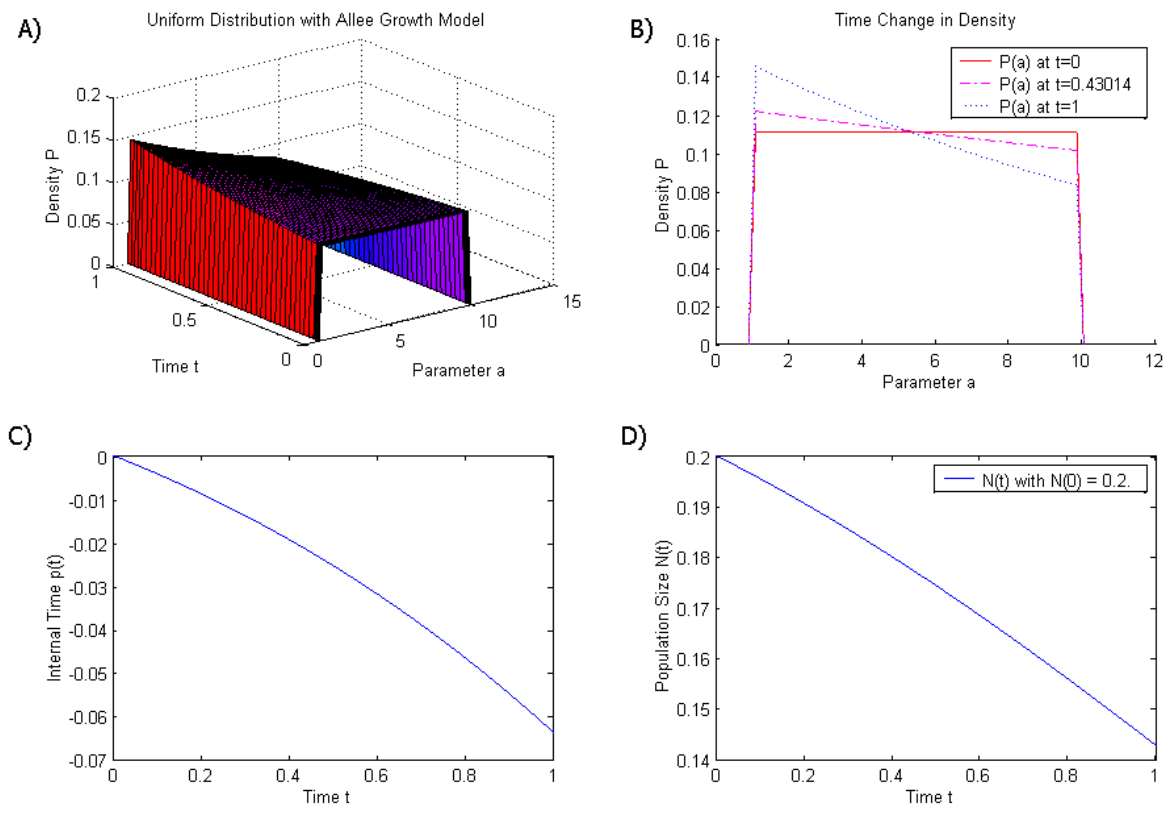 A)
Uniform Distribution with Allee Growth Model
0.2
0.15
0.1
0.05
0
Density P
1
0.5
0
Time t
0
5
10
15
Parameter a
B)
Time Change in Density
0.16
0.14
0.12
0.1
0.08
0.06
0.04
0.02
0
Density P
P(a) at t=0
P(a) at t=0.43014
P(a) at t=1
0 2 4 6 8 10 12
Parameter a
C)
0
-0.01
-0.02
-0.03
-0.04
-0.05
-0.06
-0.07
Internal Time p(t)
0 0.2 0.4 0.6 0.8 1
Time t
D)
0.2
0.19
0.18
0.17
0.16
0.15
0.14
Population Size N(t)
N(t) with N(0) = 0.2.
0 0.2 0.4 0.6 0.8 1
Time t